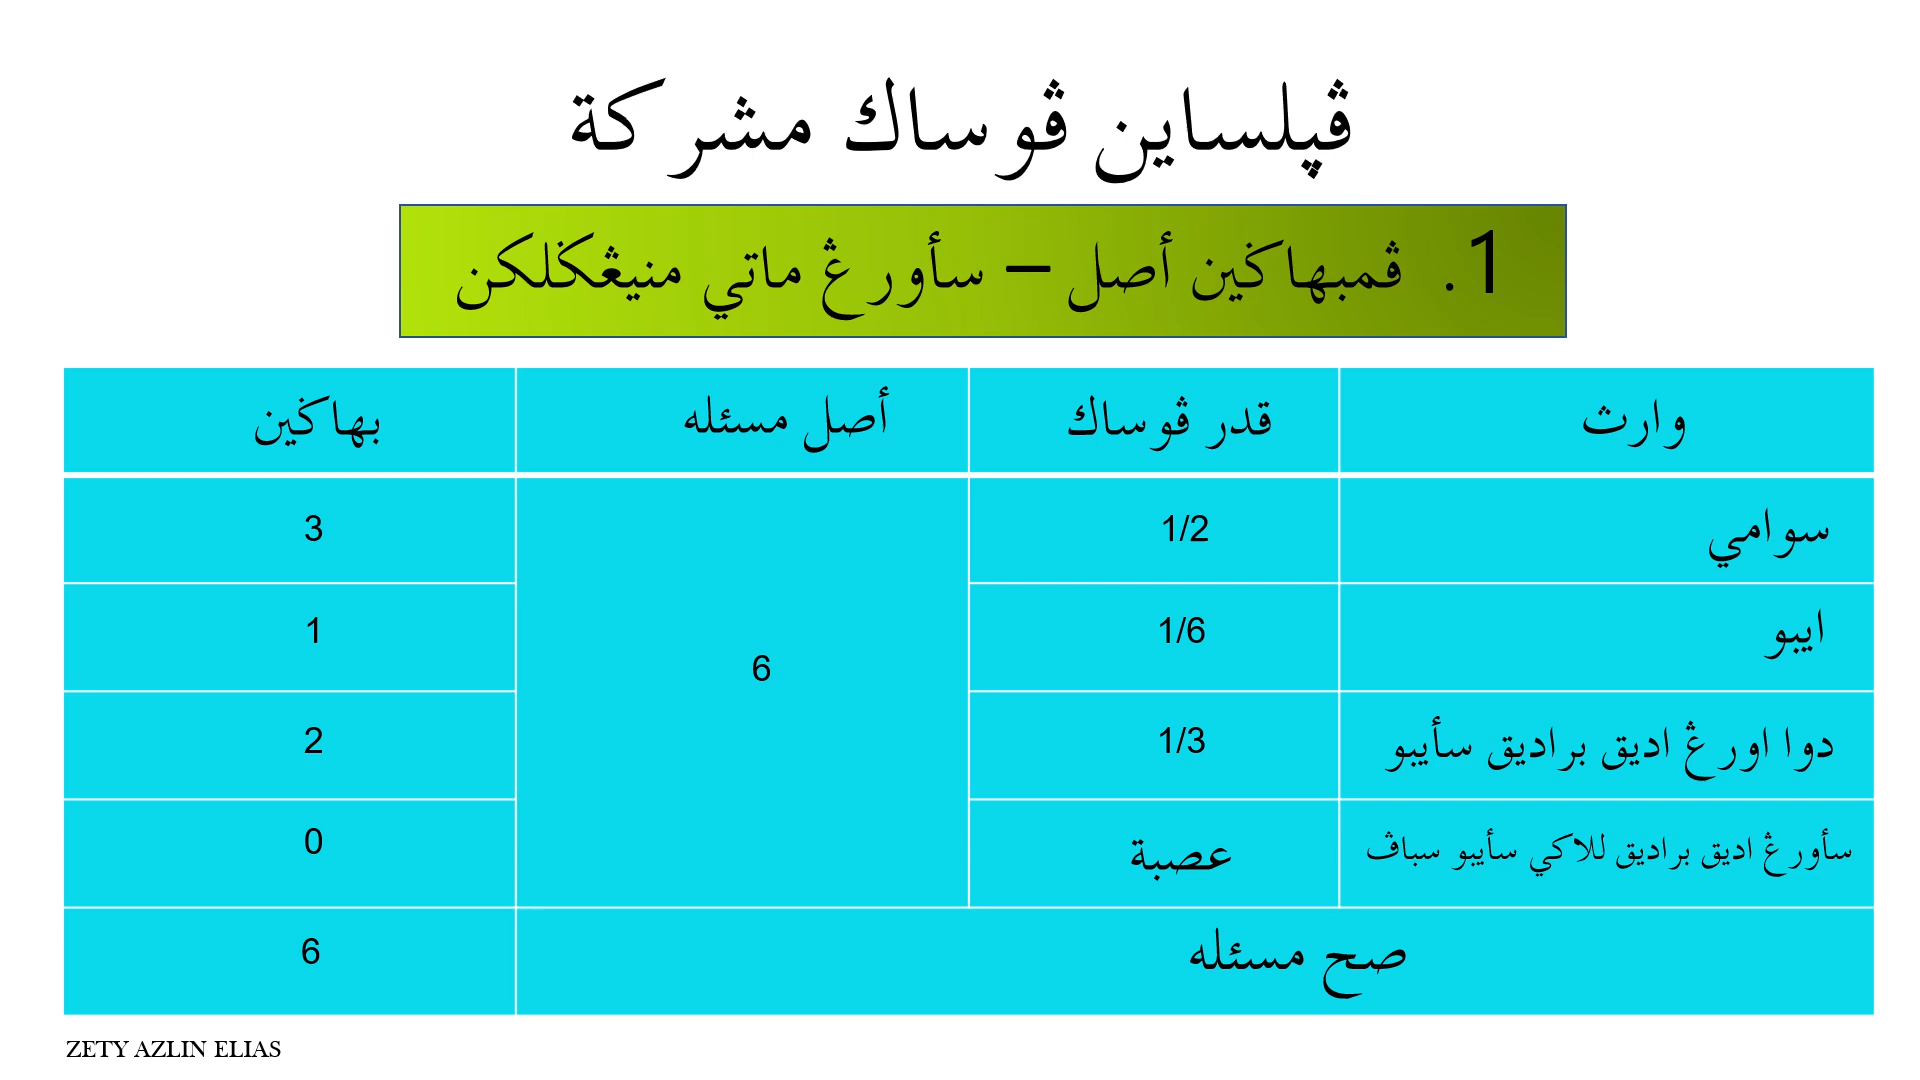 ڤڽلساين ڤوساك مشركة
1. ڤمبهاݢين أصل – سأورڠ ماتي منيڠݢلكن
وارث قدر ڤوساك أصل مسئله بهاݢين
سوامي 1/2 3
ايبو 1/6 1
6
دوا اورڠ اديق براديق سأيبو 1/3 2
سأورڠ اديق براديق للاكي سأيبو سباڤ عصبة 0
صح مسئله 6
ZETY AZLIN ELIAS